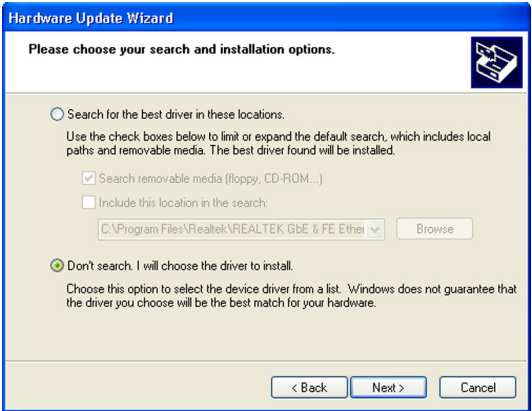 Hardware Update Wizard
Please choose your search and installation options.
Search for the best driver in these locations.
Use the check boxes below to limit or expand the default search, which includes local
paths and removable media. The best driver found will be installed.
Search removable media (floppy, CD-ROM...)
Include this location in the search:
C:\Program Files\Realtek\REALTEK GbE & FE Ether
Browse
Don't search. I will choose the driver to install.
Choose this option to select the device driver from a list. Windows does not guarantee that
the driver you choose will be the best match for your hardware.
< Back Next > Cancel